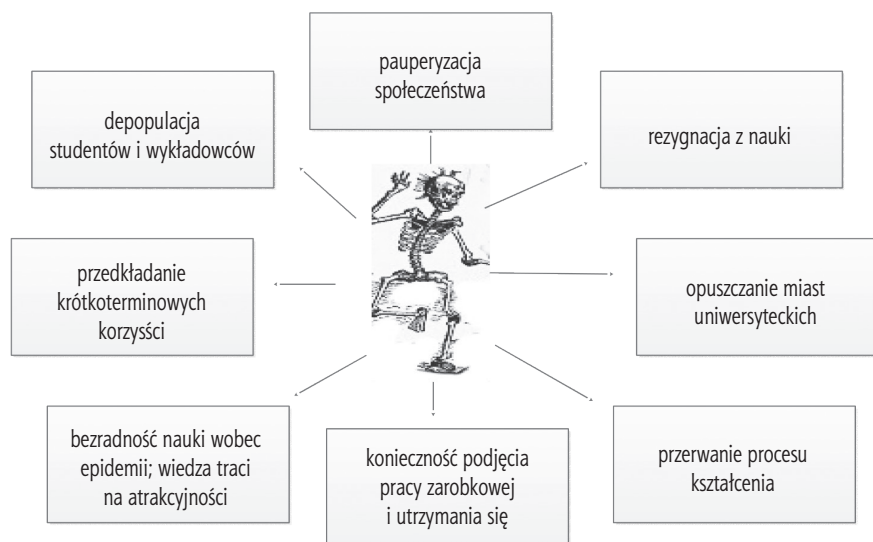 pauperyzacja
społeczeństwa
depopulacja
studentów i wykładowców
rezygnacja z nauki
przedkładanie
krótkoterminowych
korzyśści
opuszczanie miast
uniwersyteckich
bezradność nauki wobec
epidemii; wiedza traci
na atrakcyjności
konieczność podjęcia
pracy zarobkowej
i utrzymania się
przerwanie procesu
kształcenia